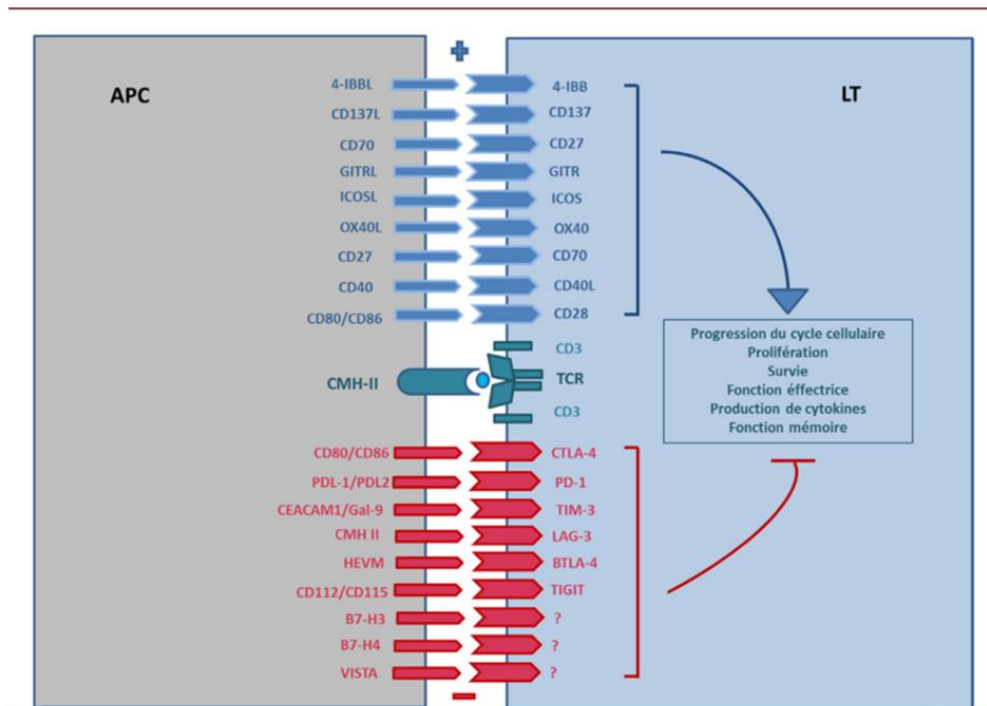 +
APC
LT
4-IBBL 4-IBB
CD137L CD137
CD70 CD27
GITRL GITR
ICOSL ICOS
OX40L OX40
CD27 CD70
CD40 CD40L
CD80/CD86 CD28
CD3
CMH-II TCR
CD3
Progression du cycle cellulaire
Prolifération
Survie
Fonction éffectrice
Production de cytokines
Fonction mémoire
CD80/CD86 CTLA-4
PDL-1/PDL2 PD-1
CEACAM1/Gal-9 TIM-3
CMH II LAG-3
HEVM BTLA-4
CD112/CD115 TIGIT
B7-H3 ?
B7-H4 ?
VISTA ?
−